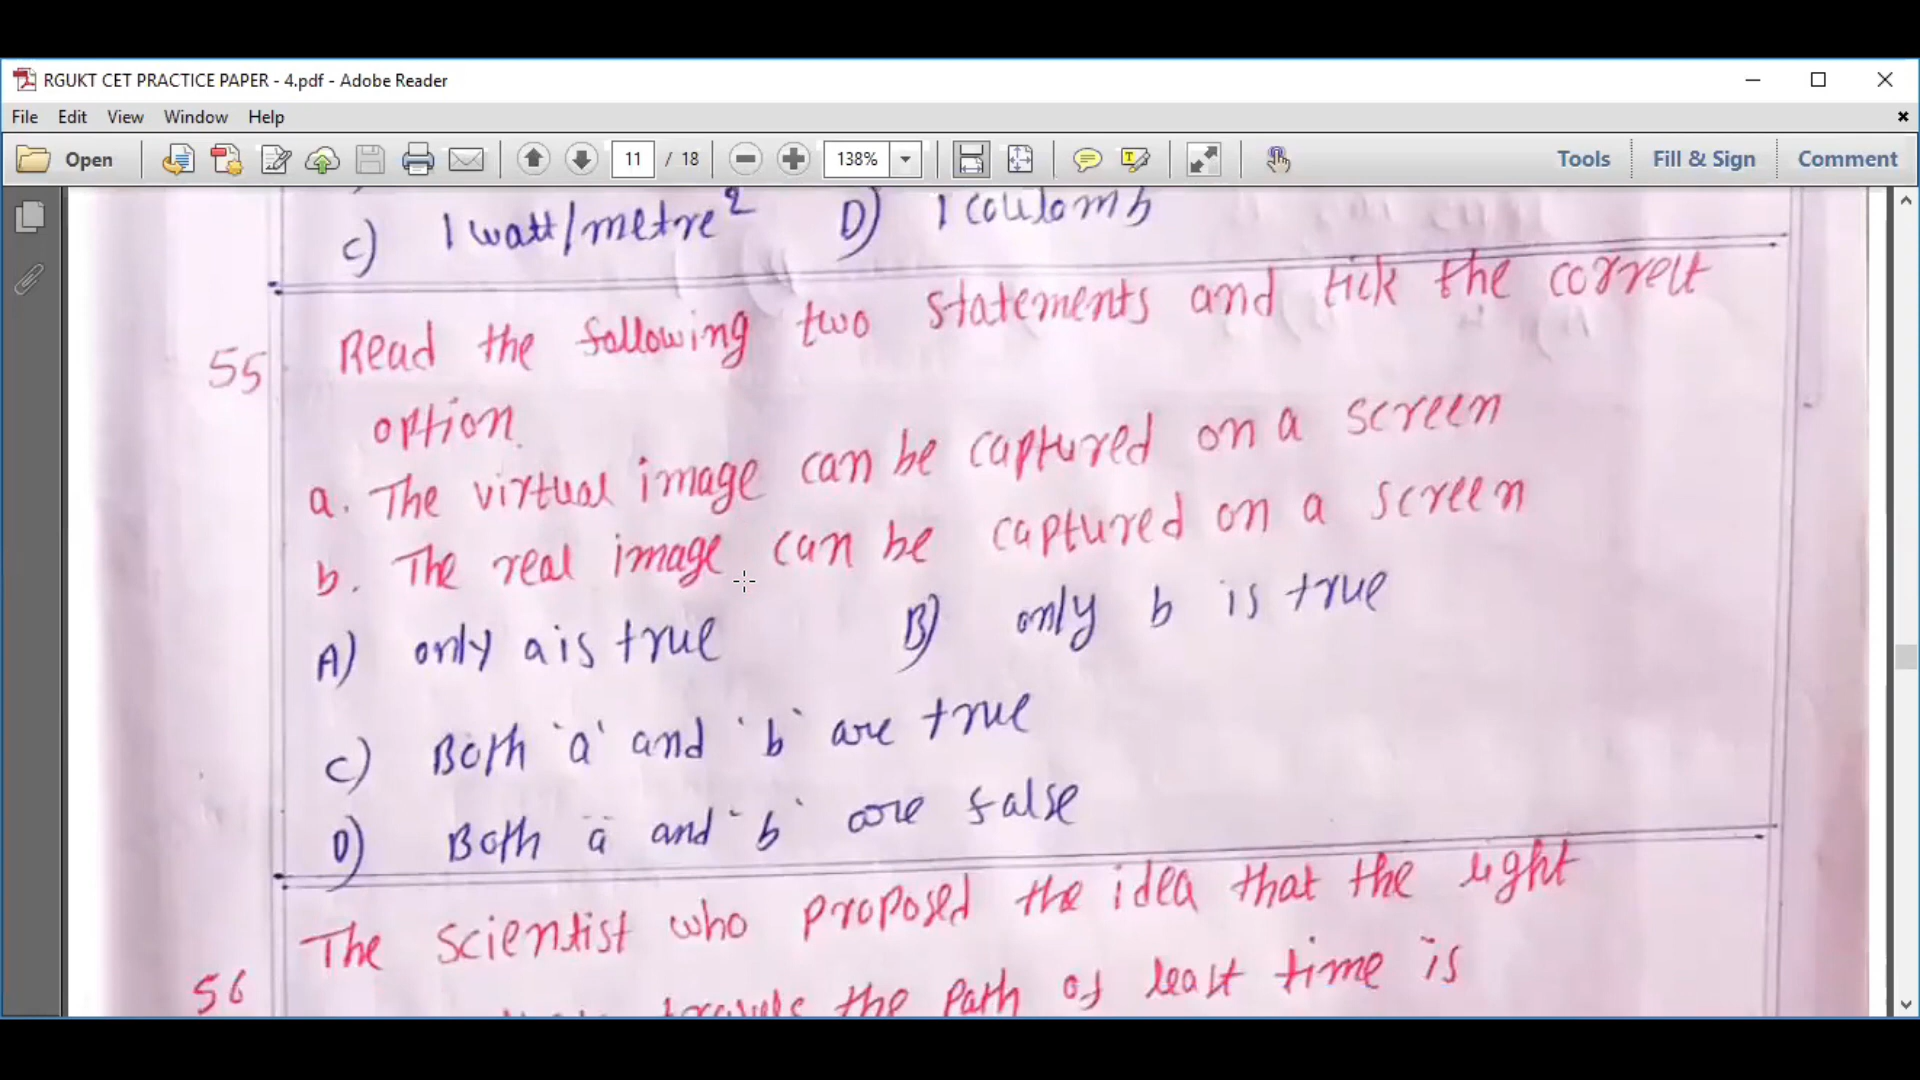 RGUKT CET PRACTICE PAPER - 4.pdf - Adobe Reader
File Edit View Window Help
Open 11 / 18 138% Tools Fill & Sign Comment
C) 1 watt/metre² D) 1 coulomb
55 Read the following two statements and tick the correct
option.
a. The virtual image can be captured on a screen
b. The real image can be captured on a screen
A) only a is true B) only b is true
C) Both 'a' and 'b' are true
D) Both a and 'b' are false
The scientist who proposed the idea that the light
56 travels the path of least time is